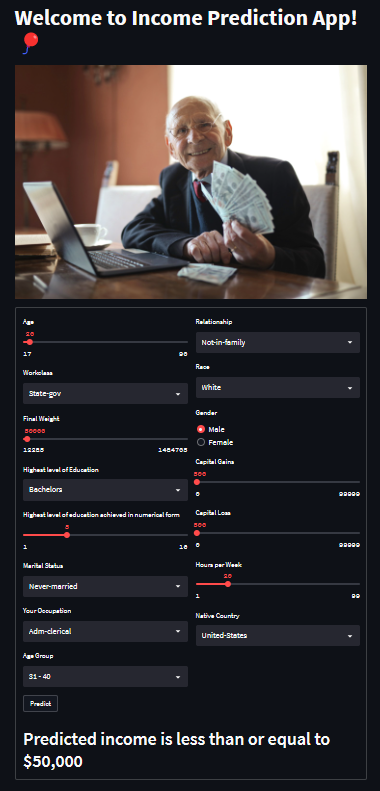 Welcome to Income Prediction App!
Age
20
17
90
Workclass
State-gov
Final Weight
50000
12285
1484705
Highest level of Education
Bachelors
Highest level of education achieved in numerical form
5
1
16
Marital Status
Never-married
Your Occupation
Adm-clerical
Age Group
31 - 40
Predict
Relationship
Not-in-family
Race
White
Gender
Male
Female
Capital Gains
500
0
99999
Capital Loss
500
0
99999
Hours per Week
20
1
99
Native Country
United-States
Predicted income is less than or equal to
$50,000